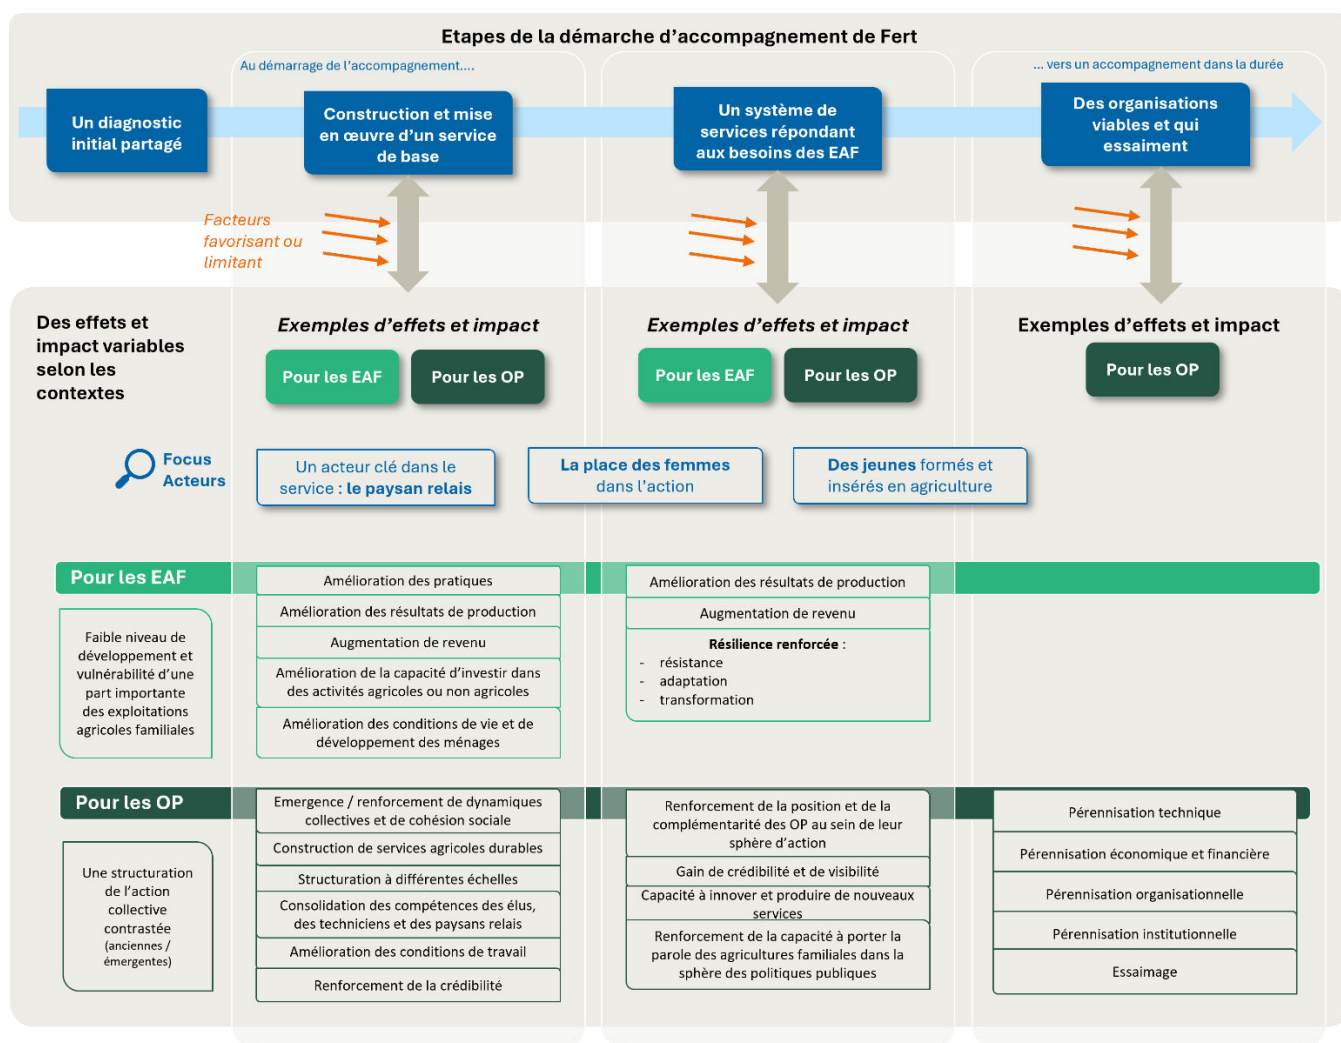 Etapes de la démarche d'accompagnement de Fert
Au démarrage de l'accompagnement....
... vers un accompagnement dans la durée
Un diagnostic
initial partagé
Construction et mise
en œuvre d'un service
de base
Un système de
services répondant
aux besoins des EAF
Des organisations
viables et qui
essaiment
Facteurs
favorisant ou
limitant
Des effets et
impact variables
selon les
contextes
Exemples d'effets et impact
Pour les EAF
Pour les OP
Exemples d'effets et impact
Pour les EAF
Pour les OP
Exemples d'effets et impact
Pour les OP
Focus
Acteurs
Un acteur clé dans le
service : le paysan relais
La place des femmes
dans l'action
Des jeunes formés et
insérés en agriculture
Pour les EAF
Faible niveau de
développement et
vulnérabilité d'une
part importante
des exploitations
agricoles familiales
Amélioration des pratiques
Amélioration des résultats de production
Augmentation de revenu
Amélioration de la capacité d'investir dans
des activités agricoles ou non agricoles
Amélioration des conditions de vie et de
développement des ménages
Amélioration des résultats de production
Augmentation de revenu
Résilience renforcée :
- résistance
- adaptation
- transformation
Pour les OP
Une structuration
de l'action
collective
contrastée
(anciennes /
émergentes)
Emergence / renforcement de dynamiques
collectives et de cohésion sociale
Construction de services agricoles durables
Structuration à différentes échelles
Consolidation des compétences des élus,
des techniciens et des paysans relais
Amélioration des conditions de travail
Renforcement de la crédibilité
Renforcement de la position et de la
complémentarité des OP au sein de leur
sphère d'action
Gain de crédibilité et de visibilité
Capacité à innover et produire de nouveaux
services
Renforcement de la capacité à porter la
parole des agricultures familiales dans la
sphère des politiques publiques
Pérennisation technique
Pérennisation économique et financière
Pérennisation organisationnelle
Pérennisation institutionnelle
Essaimage